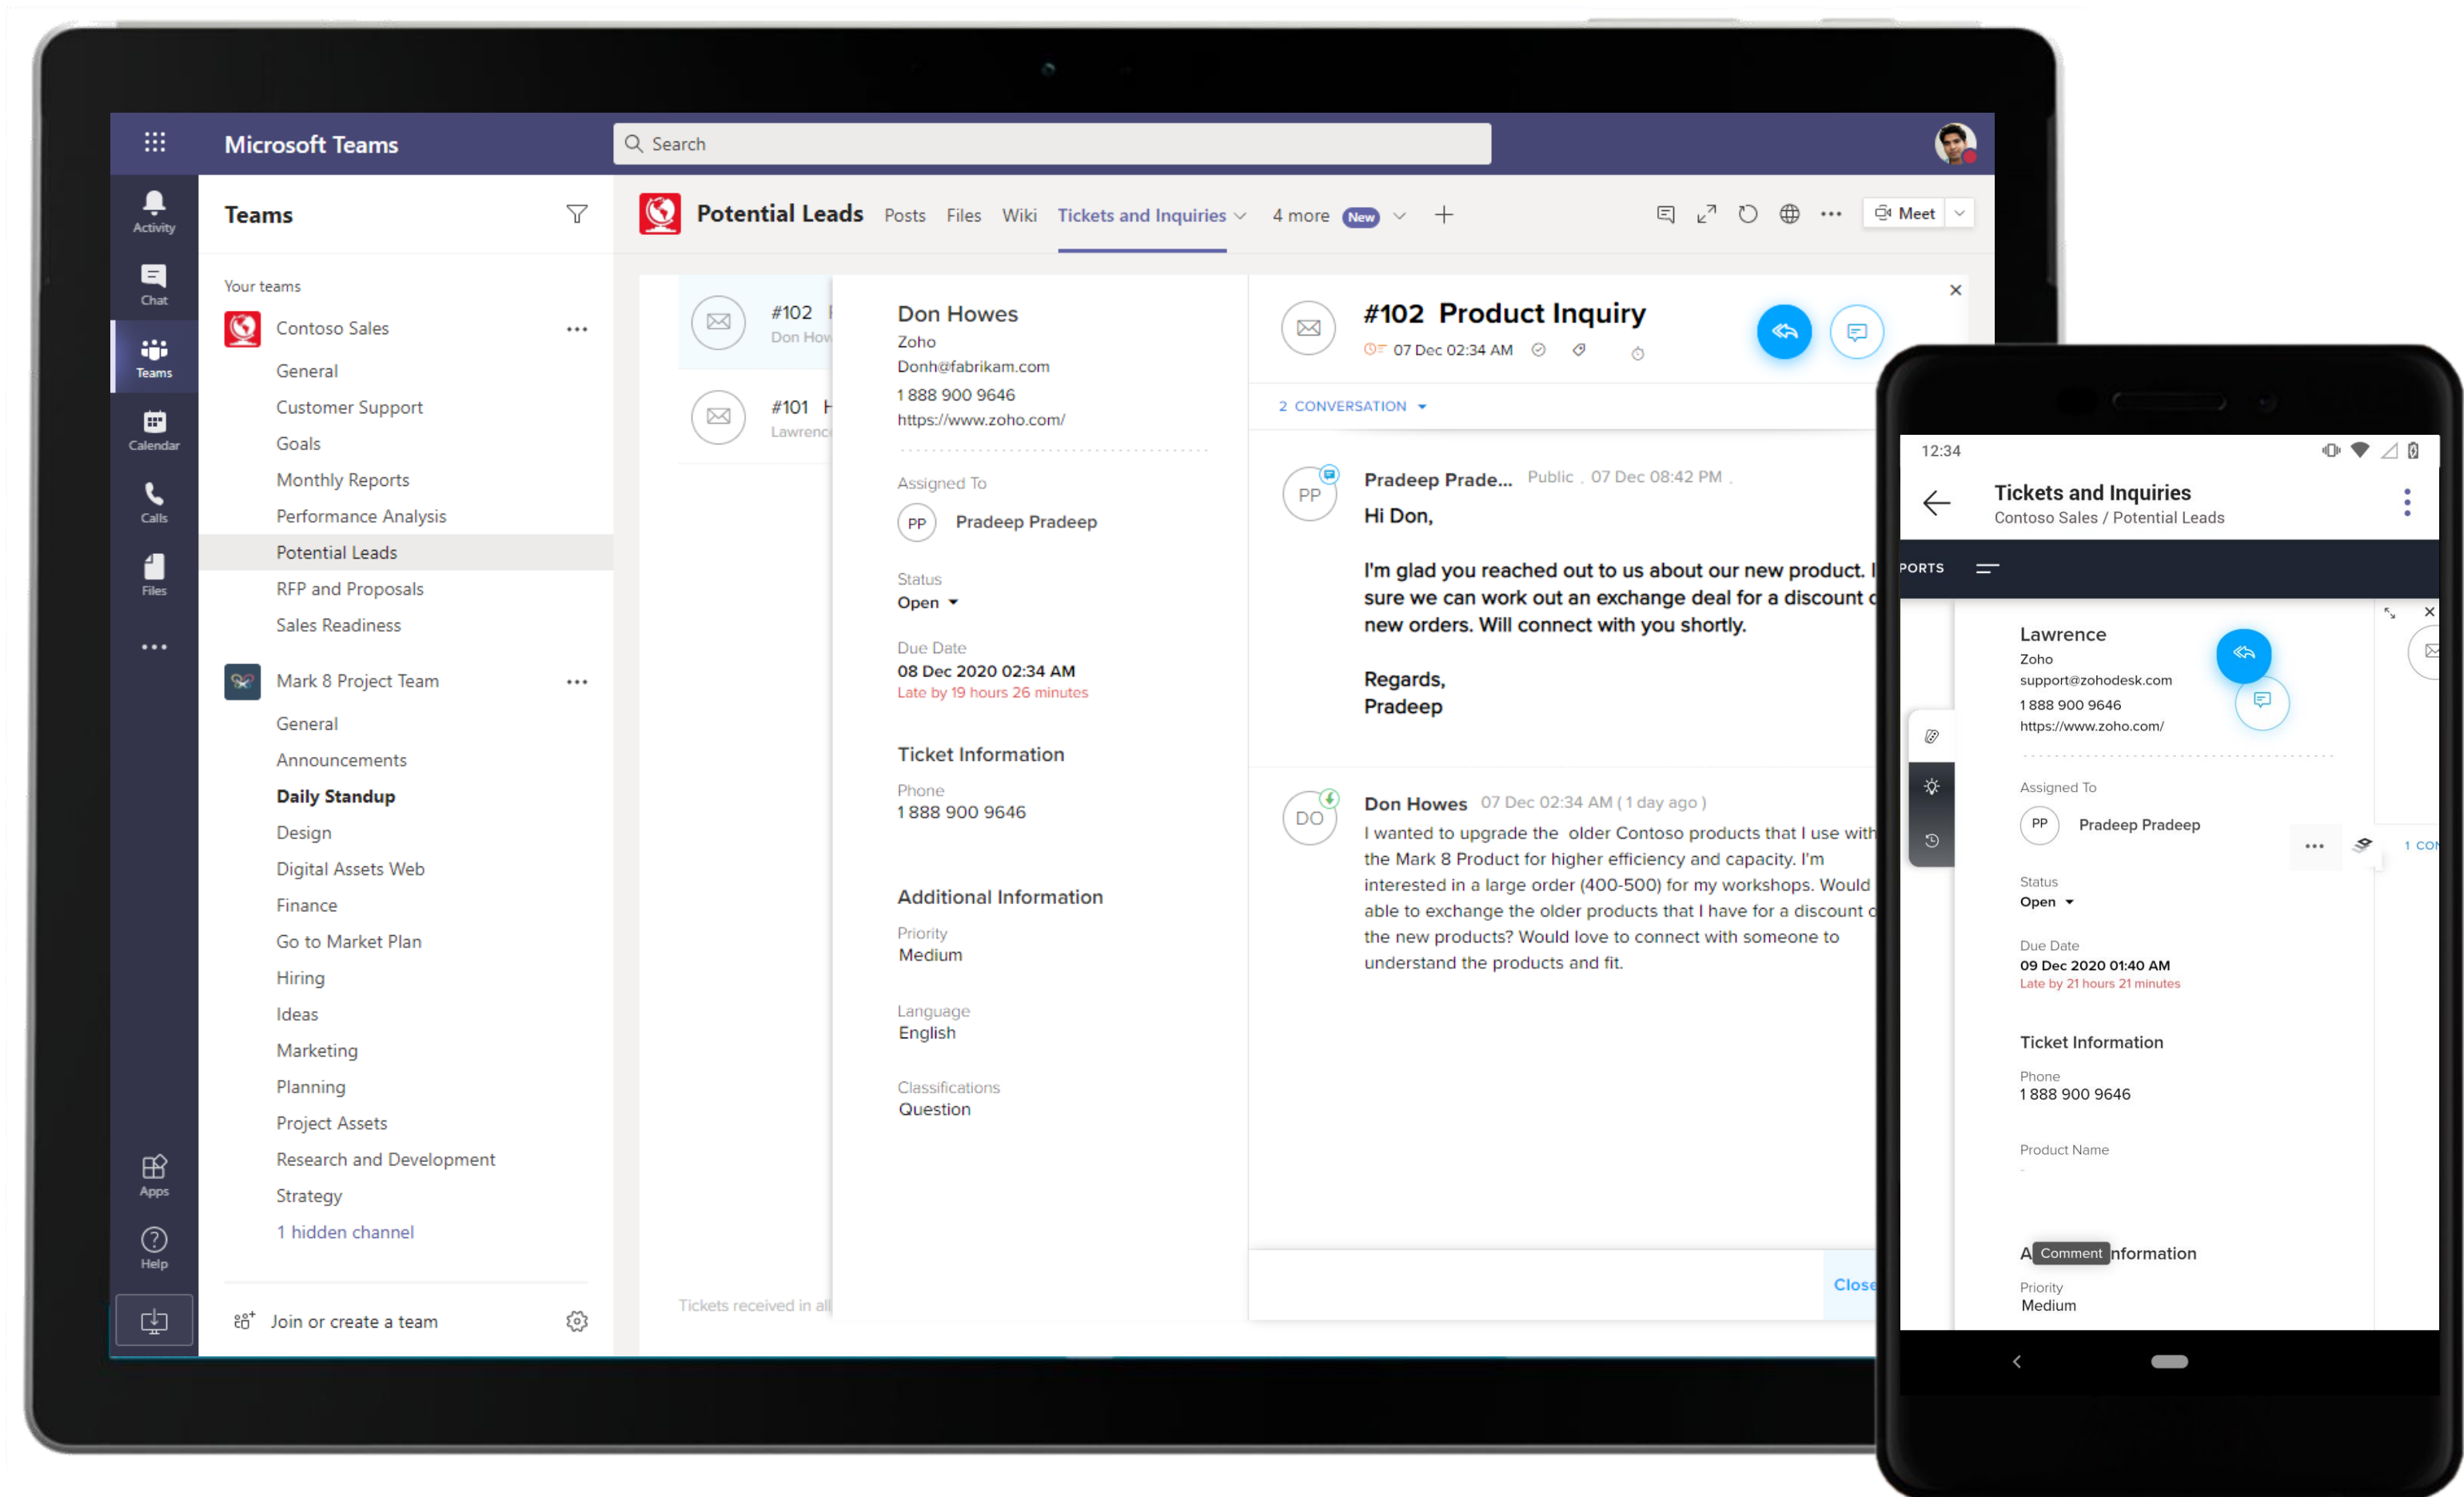 Microsoft Teams
Search
Activity
Chat
Teams
Calendar
Calls
Files
Apps
Help
Teams
Your teams
Contoso Sales
General
Customer Support
Goals
Monthly Reports
Performance Analysis
Potential Leads
RFP and Proposals
Sales Readiness
Mark 8 Project Team
General
Announcements
Daily Standup
Design
Digital Assets Web
Finance
Go to Market Plan
Hiring
Ideas
Marketing
Planning
Project Assets
Research and Development
Strategy
1 hidden channel
Join or create a team
Potential Leads Posts Files Wiki Tickets and Inquiries 4 more New Meet
#102
Don How
#101 H
Lawrence
Tickets received in all
Don Howes
Zoho
Donh@fabrikam.com
1 888 900 9646
https://www.zoho.com/
Assigned To
PP Pradeep Pradeep
Status
Open
Due Date
08 Dec 2020 02:34 AM
Late by 19 hours 26 minutes
Ticket Information
Phone
1 888 900 9646
Additional Information
Priority
Medium
Language
English
Classifications
Question
#102 Product Inquiry
07 Dec 02:34 AM
2 CONVERSATION
PP Pradeep Prade... Public . 07 Dec 08:42 PM .
Hi Don,
I'm glad you reached out to us about our new product. I
sure we can work out an exchange deal for a discount o
new orders. Will connect with you shortly.
Regards,
Pradeep
DO Don Howes 07 Dec 02:34 AM ( 1 day ago )
I wanted to upgrade the older Contoso products that I use with
the Mark 8 Product for higher efficiency and capacity. I'm
interested in a large order (400-500) for my workshops. Would
able to exchange the older products that I have for a discount o
the new products? Would love to connect with someone to
understand the products and fit.
Close
12:34
Tickets and Inquiries
Contoso Sales / Potential Leads
PORTS
Lawrence
Zoho
support@zohodesk.com
1 888 900 9646
https://www.zoho.com/
Assigned To
PP Pradeep Pradeep
1 CON
Status
Open
Due Date
09 Dec 2020 01:40 AM
Late by 21 hours 21 minutes
Ticket Information
Phone
1 888 900 9646
Product Name
-
A Comment nformation
Priority
Medium